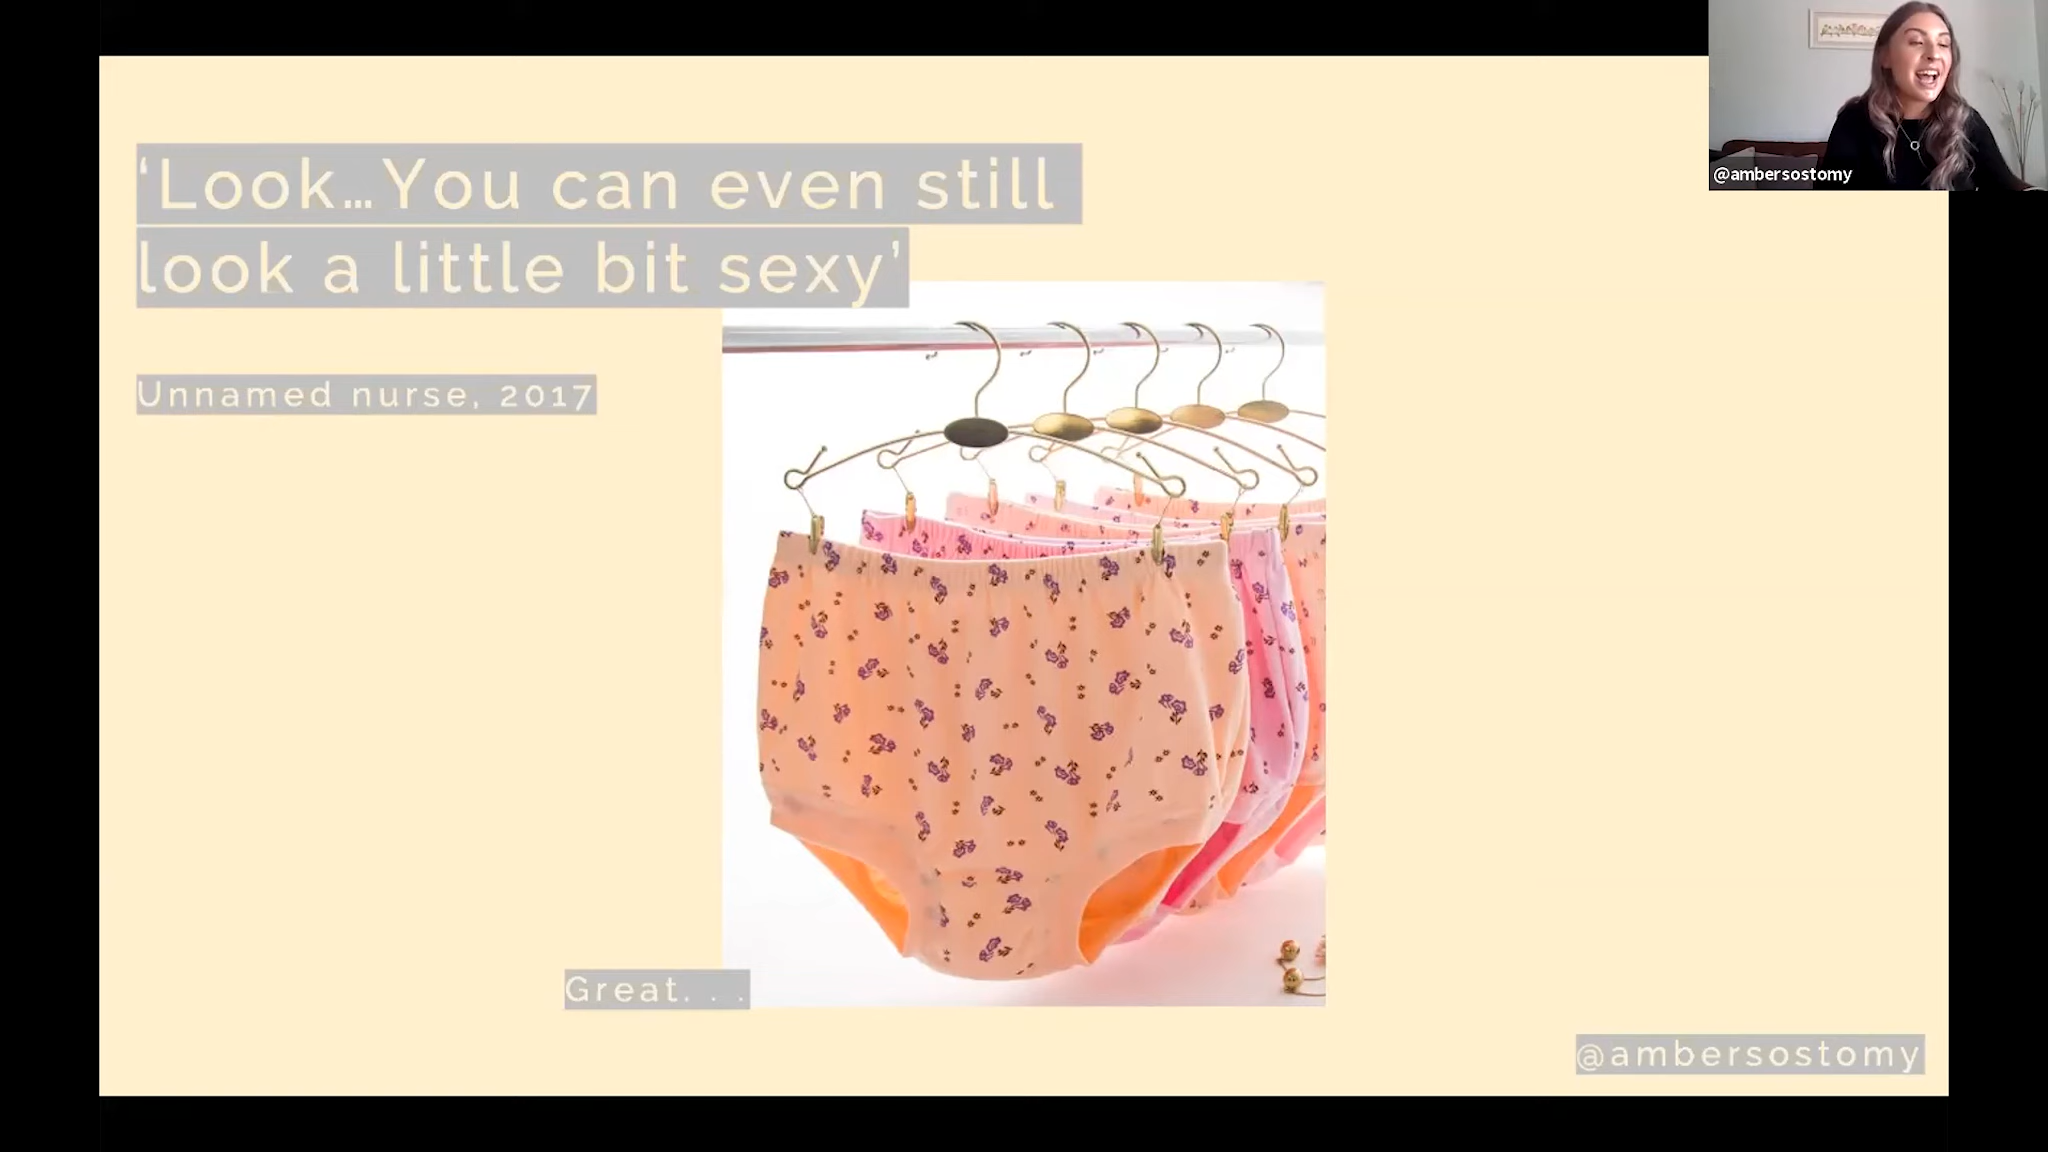 ‘Look...You can even still
look a little bit sexy’
Unnamed nurse, 2017
Great. . .
@ambersostomy
@ambersostomy